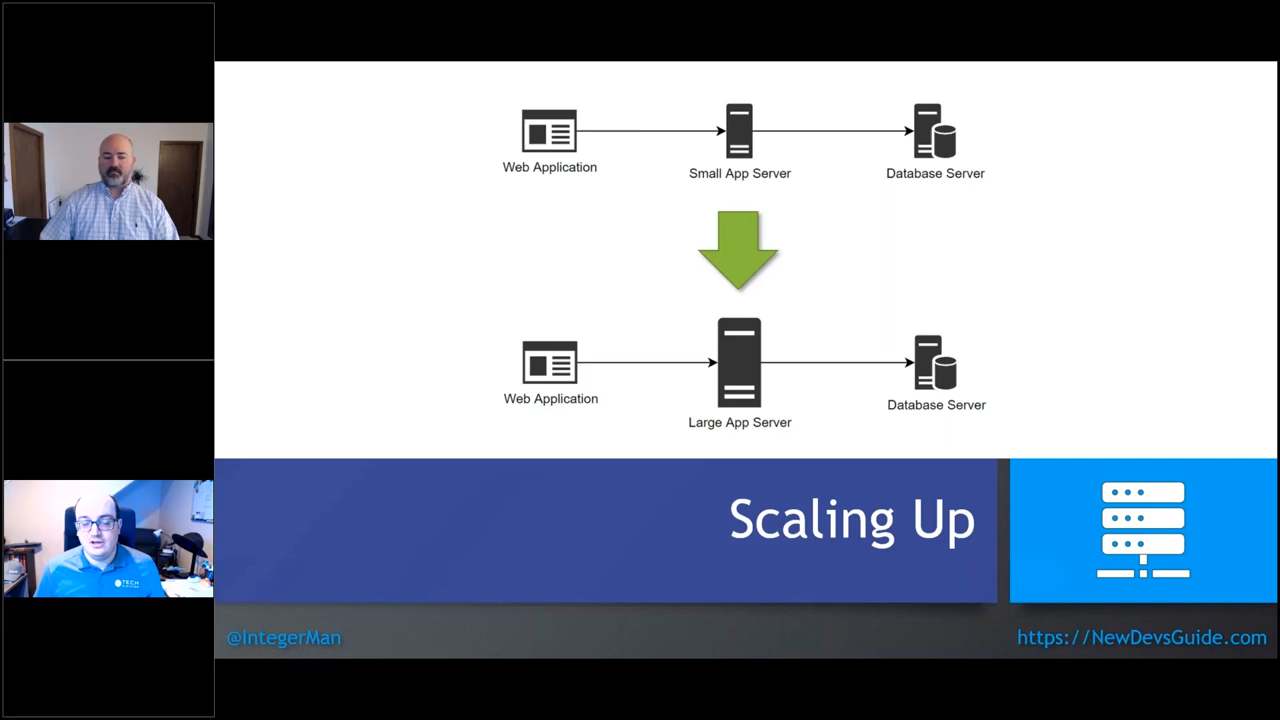 Web Application
Small App Server
Database Server
Web Application
Large App Server
Database Server
Scaling Up
@IntegerMan
https://NewDevsGuide.com
TECH